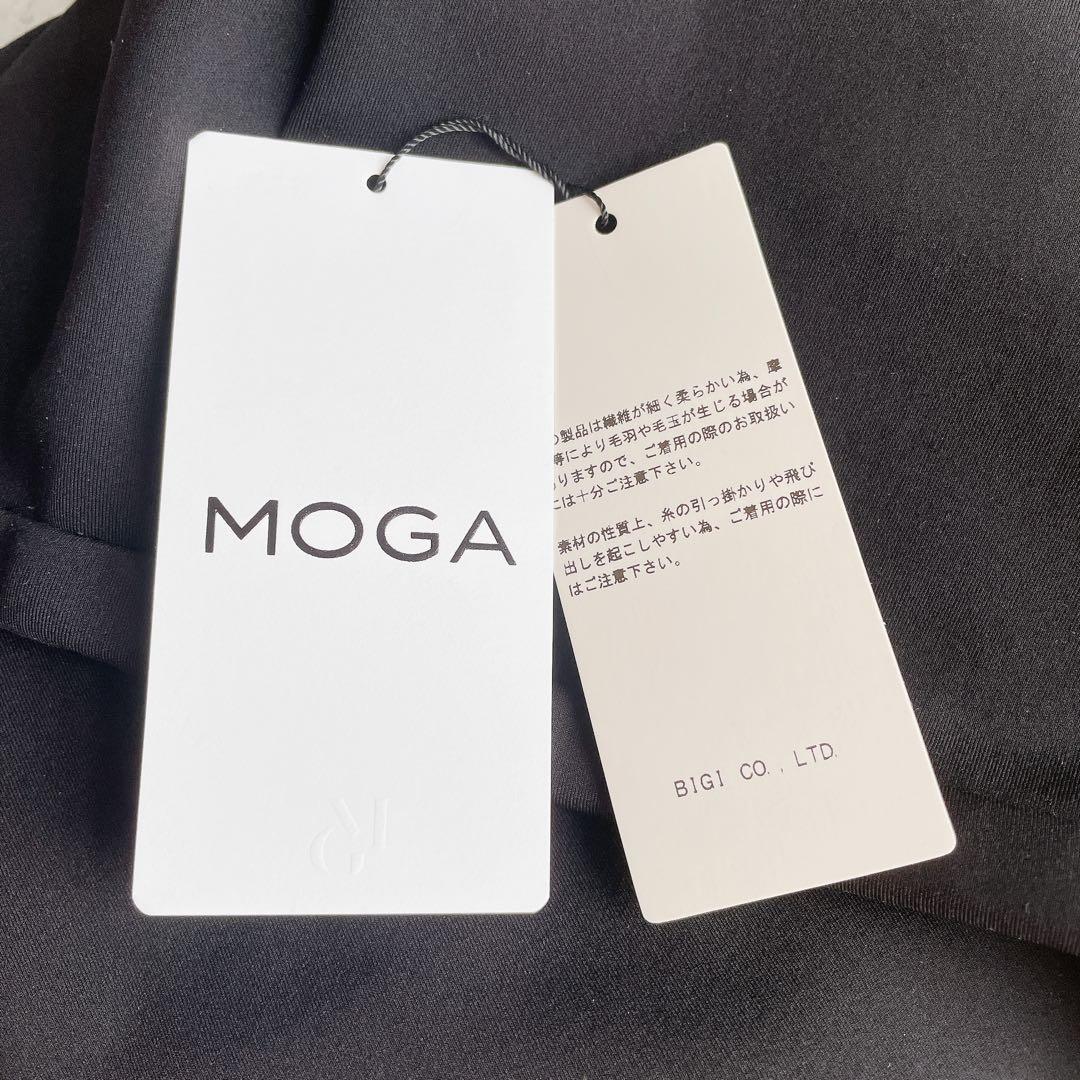 MOGA
製品は繊維が細く柔らかい為、摩
等により毛羽や毛玉が生じる場合が
りますので、ご着用の際のお取扱い
には十分ご注意下さい。
素材の性質上、糸の引っ掛かりや飛び
出しを起こしやすい為、ご着用の際に
はご注意下さい。
BIGI CO., LTD.